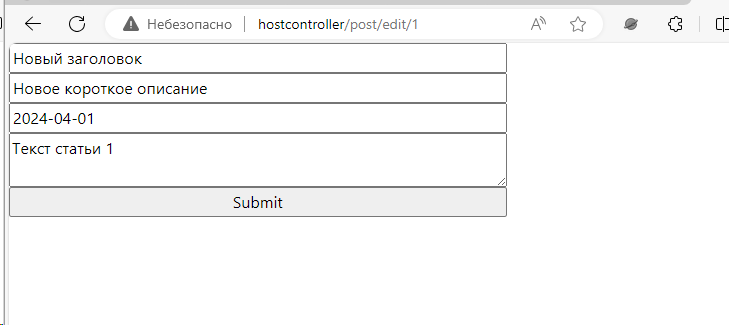 Небезопасно hostcontroller/post/edit/1
Новый заголовок
Новое короткое описание
2024-04-01
Текст статьи 1
Submit